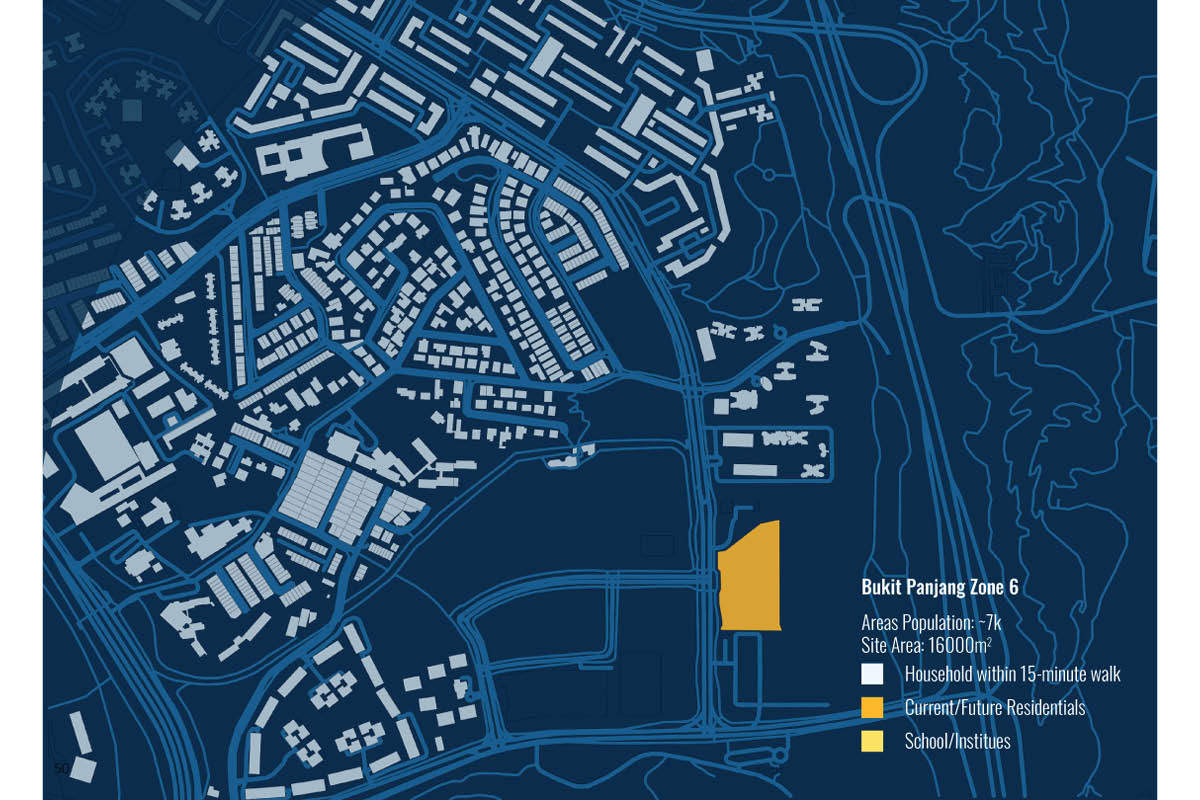 Bukit Panjang Zone 6
Areas Population: ~7k
Site Area: 16000m²
Household within 15-minute walk
Current/Future Residentials
School/Institues
50